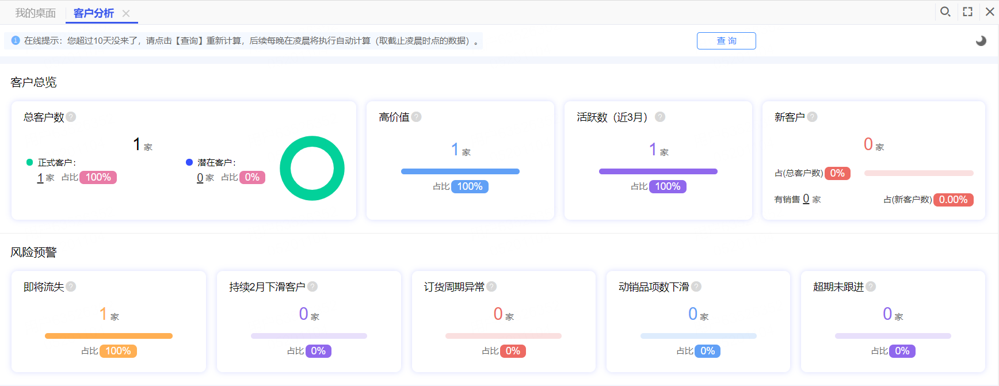 我的桌面 客户分析
在线提示：您超过10天没来了，请点击【查询】重新计算，后续每晚在凌晨将执行自动计算（取截止凌晨时点的数据）。 查 询
客户总览
总客户数 ?
1 家
正式客户：
1 家 占比 100%
潜在客户：
0 家 占比 0%
高价值 ?
1 家
占比 100%
活跃数（近3月） ?
1 家
占比 100%
新客户 ?
0 家
占(总客户数) 0%
有销售 0 家 占(新客户数) 0.00%
风险预警
即将流失 ?
1 家
占比 100%
持续2月下滑客户 ?
0 家
占比 0%
订货周期异常 ?
0 家
占比 0%
动销品项数下滑 ?
0 家
占比 0%
超期未跟进 ?
0 家
占比 0%